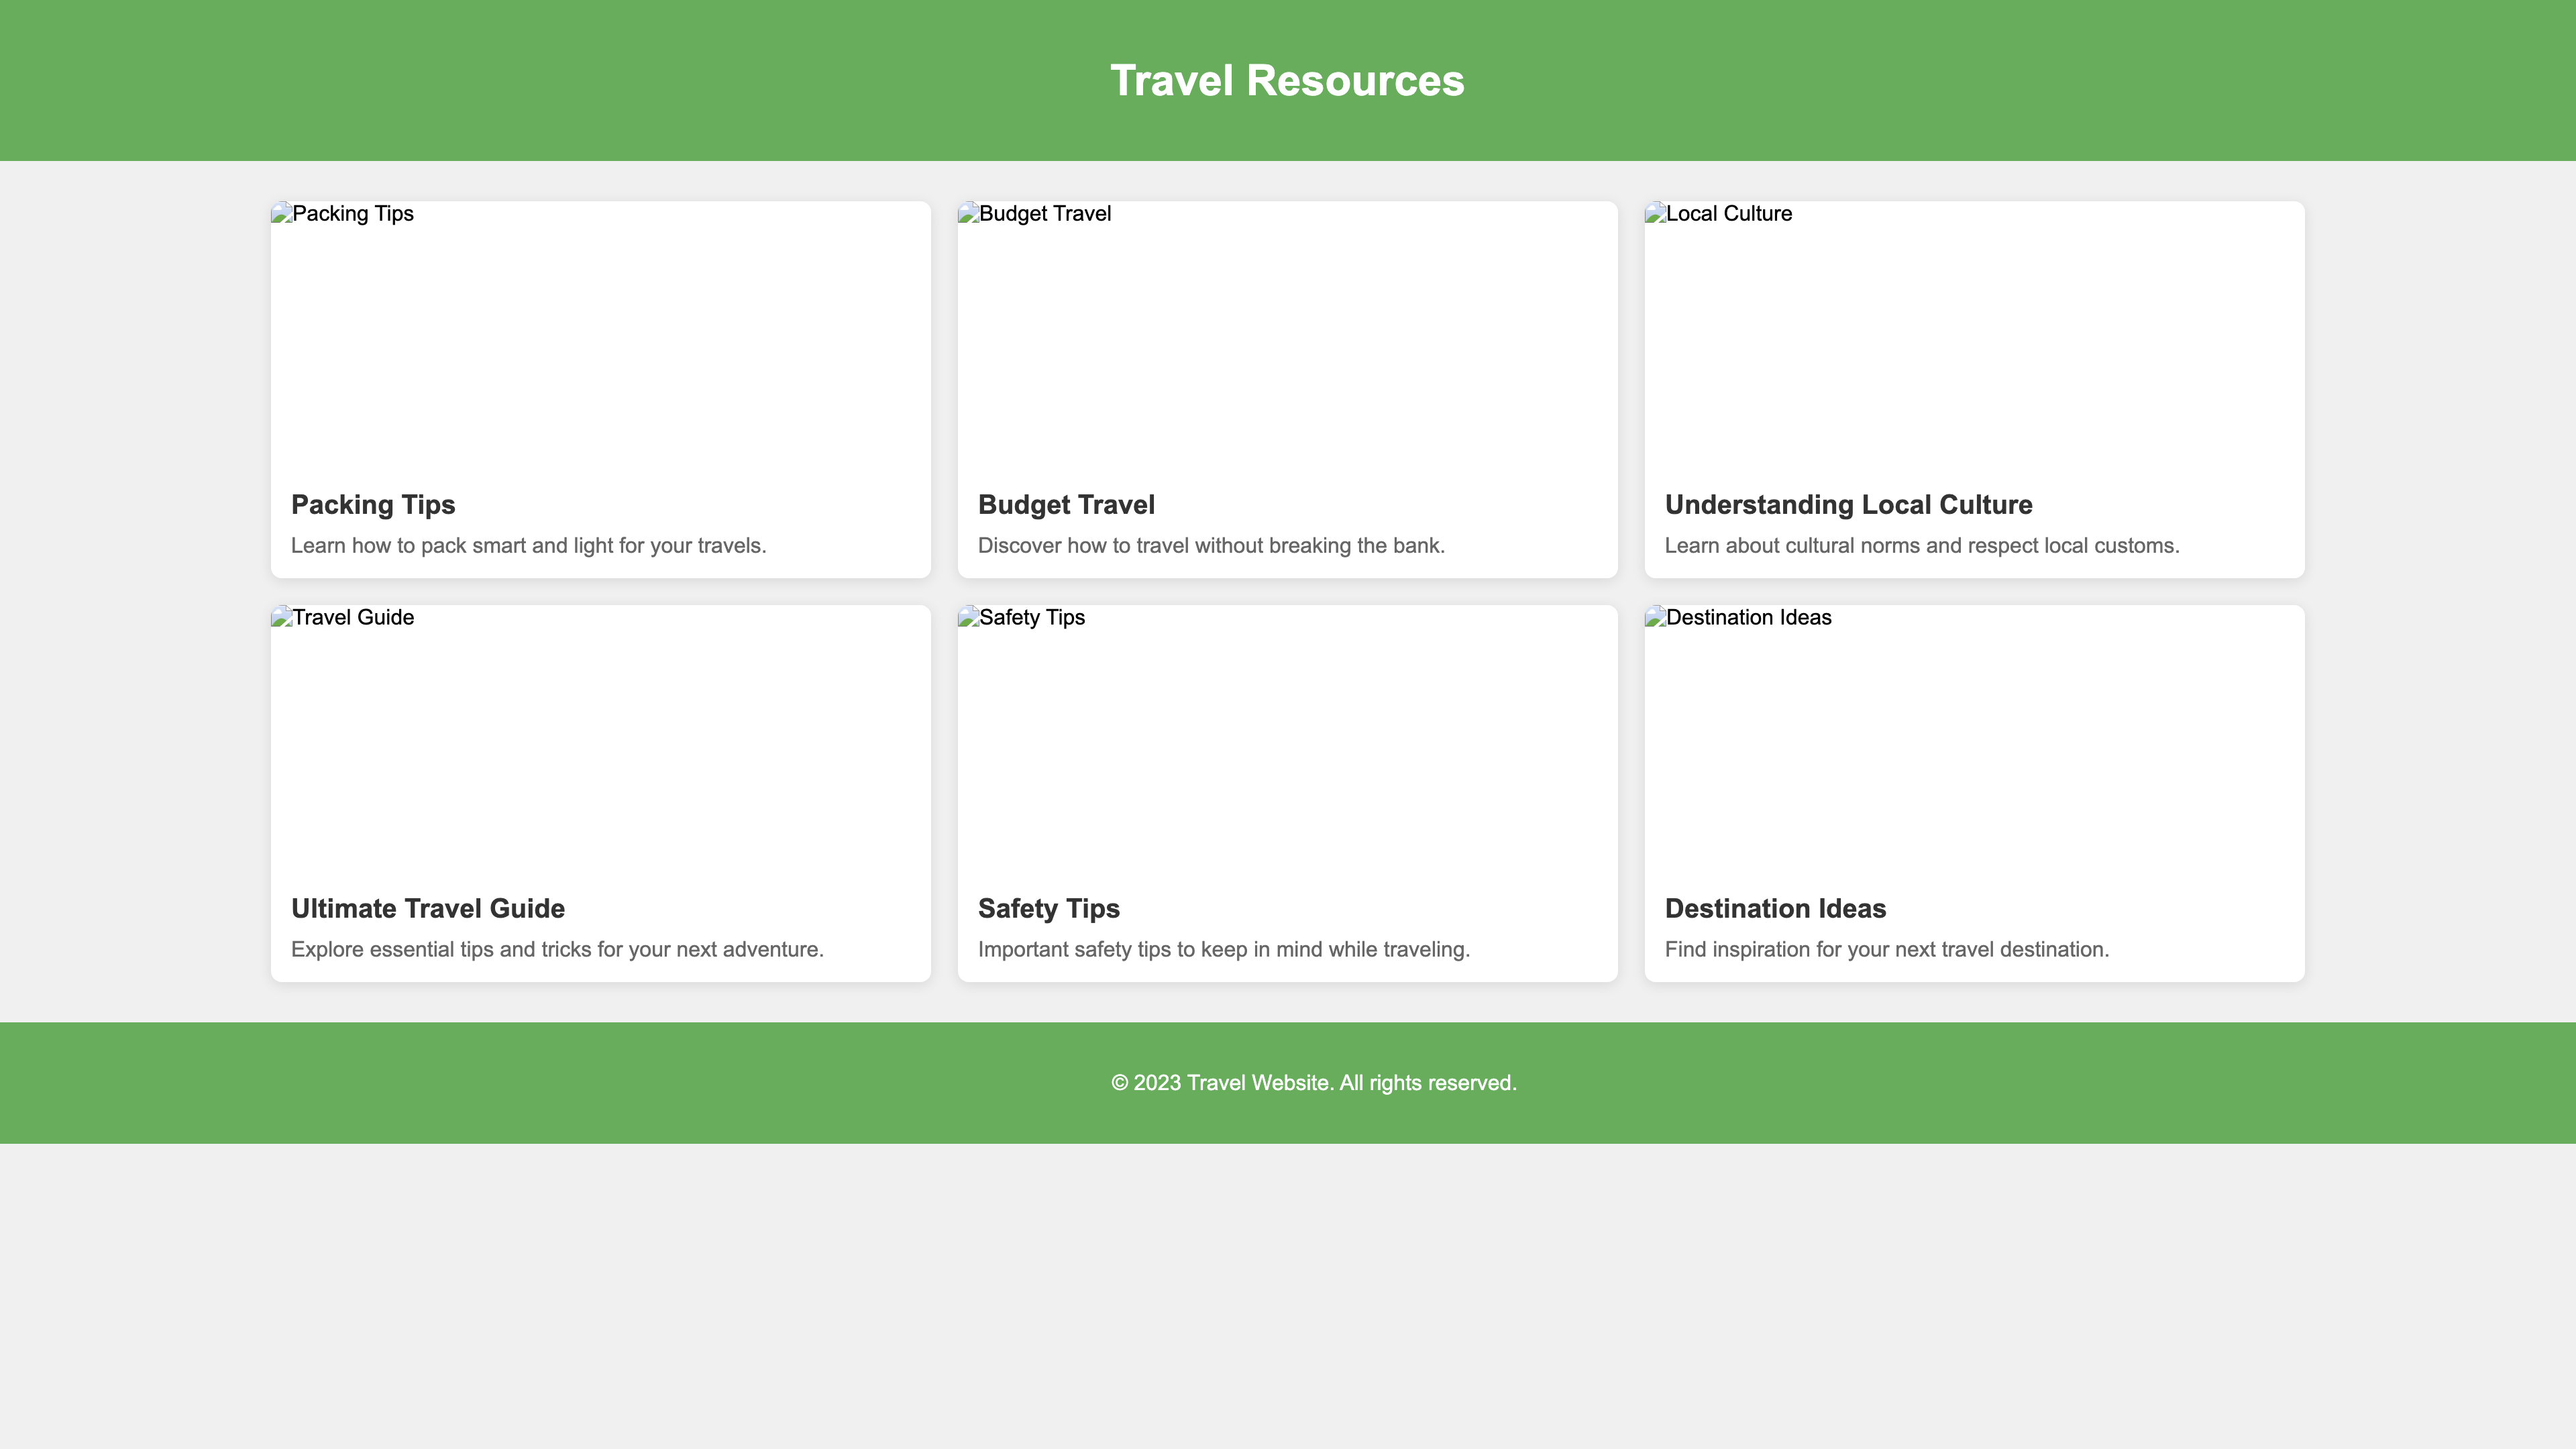 Travel Resources
Packing Tips
Budget Travel
Local Culture
Packing Tips
Learn how to pack smart and light for your travels.
Budget Travel
Discover how to travel without breaking the bank.
Understanding Local Culture
Learn about cultural norms and respect local customs.
Travel Guide
Safety Tips
Destination Ideas
Ultimate Travel Guide
Explore essential tips and tricks for your next adventure.
Safety Tips
Important safety tips to keep in mind while traveling.
Destination Ideas
Find inspiration for your next travel destination.
© 2023 Travel Website. All rights reserved.